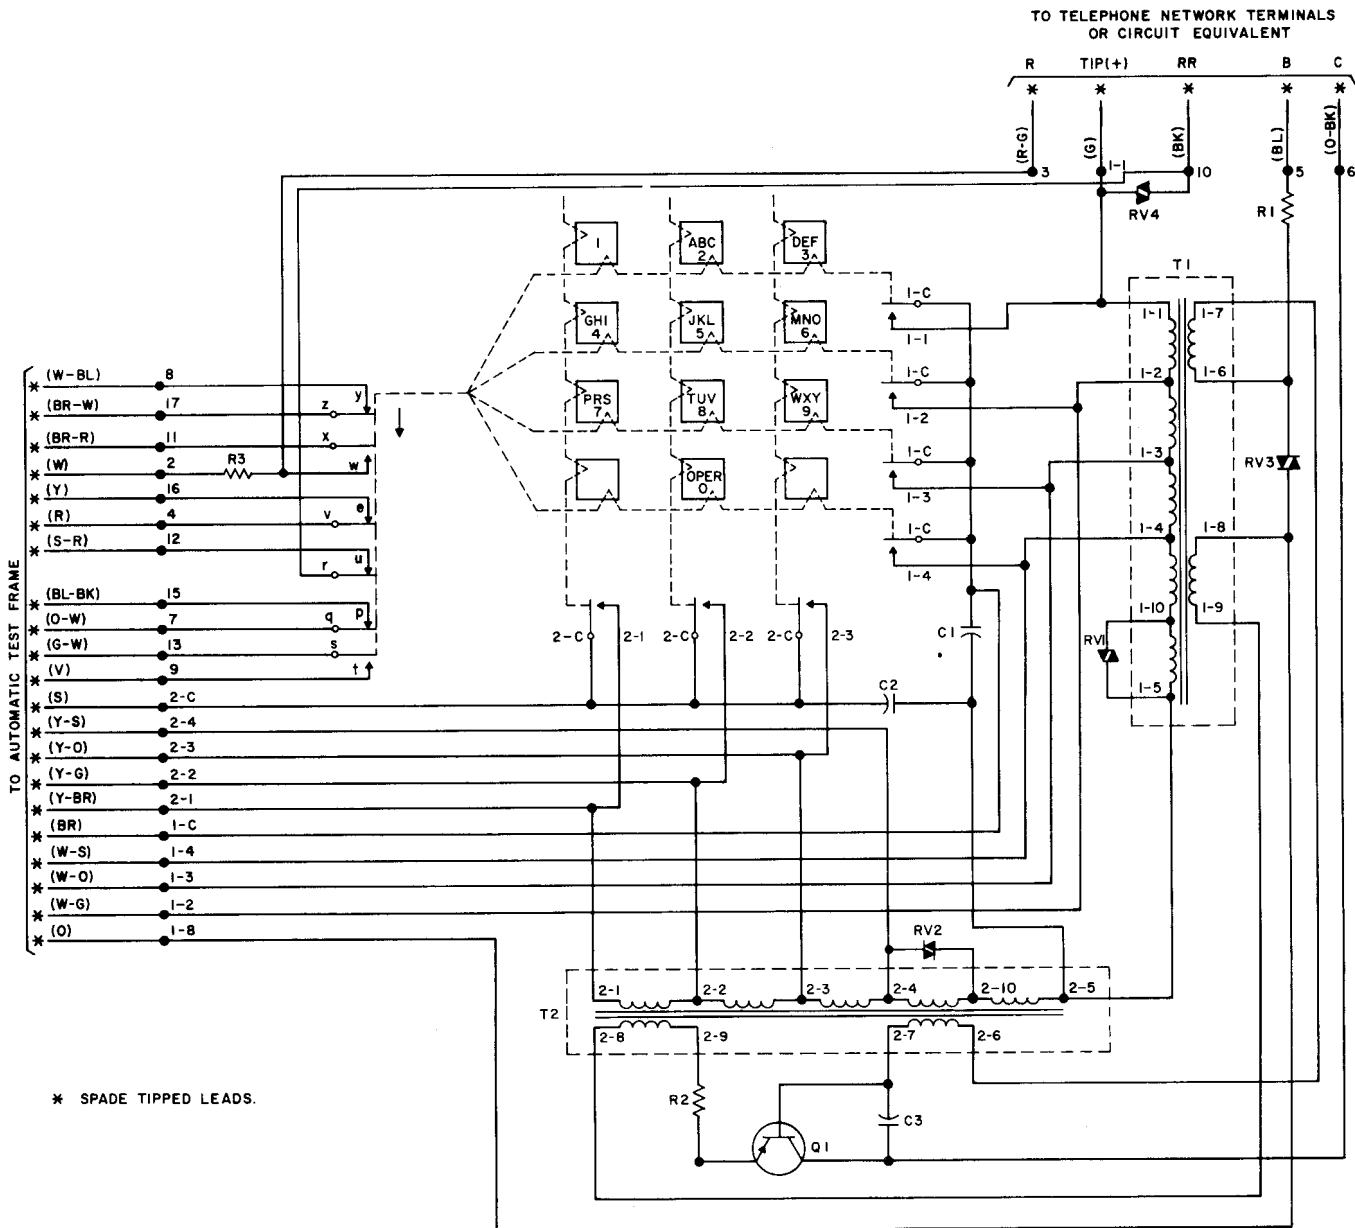 TO TELEPHONE NETWORK TERMINALS
OR CIRCUIT EQUIVALENT
R TIP(+) RR B C
* * * * *
(R-G) (G) (BK) (BL) (O-BK)
3 1-1 10 5 6
RV4 R1
T1
1 ABC 2 DEF 3
GHI 4 JKL 5 MNO 6
PRS 7 TUV 8 WXY 9
OPER 0
1-C
1-1
1-C
1-2
1-C
1-3
1-C
1-4
1-1 1-7
1-2 1-6
1-3
RV3
1-4 1-8
1-10 1-9
RV1
1-5
TO AUTOMATIC TEST FRAME
* (W-BL) 8 y
* (BR-W) 17 z
* (BR-R) 11 x
* (W) 2 R3 w
* (Y) 16 e
* (R) 4 v
* (S-R) 12 u
r
* (BL-BK) 15 p
* (O-W) 7 q
* (G-W) 13 s
* (V) 9 t
* (S) 2-C
* (Y-S) 2-4
* (Y-O) 2-3
* (Y-G) 2-2
* (Y-BR) 2-1
* (BR) 1-C
* (W-S) 1-4
* (W-O) 1-3
* (W-G) 1-2
* (O) 1-8
2-C 2-1 2-C 2-2 2-C 2-3
C1
C2
RV2
T2
2-1 2-2 2-3 2-4 2-10 2-5
2-8 2-9 2-7 2-6
R2
C3
Q1
* SPADE TIPPED LEADS.